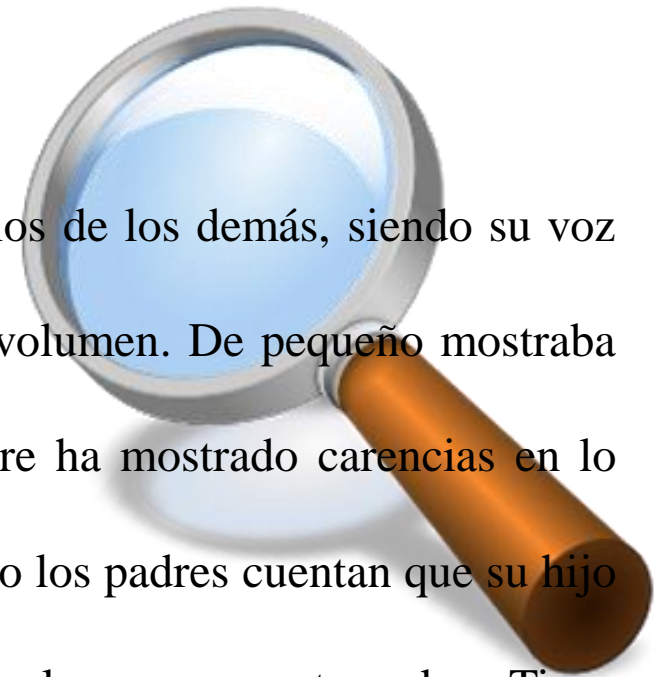 los de los demás, siendo su voz
volumen. De pequeño mostraba
re ha mostrado carencias en lo
o los padres cuentan que su hijo